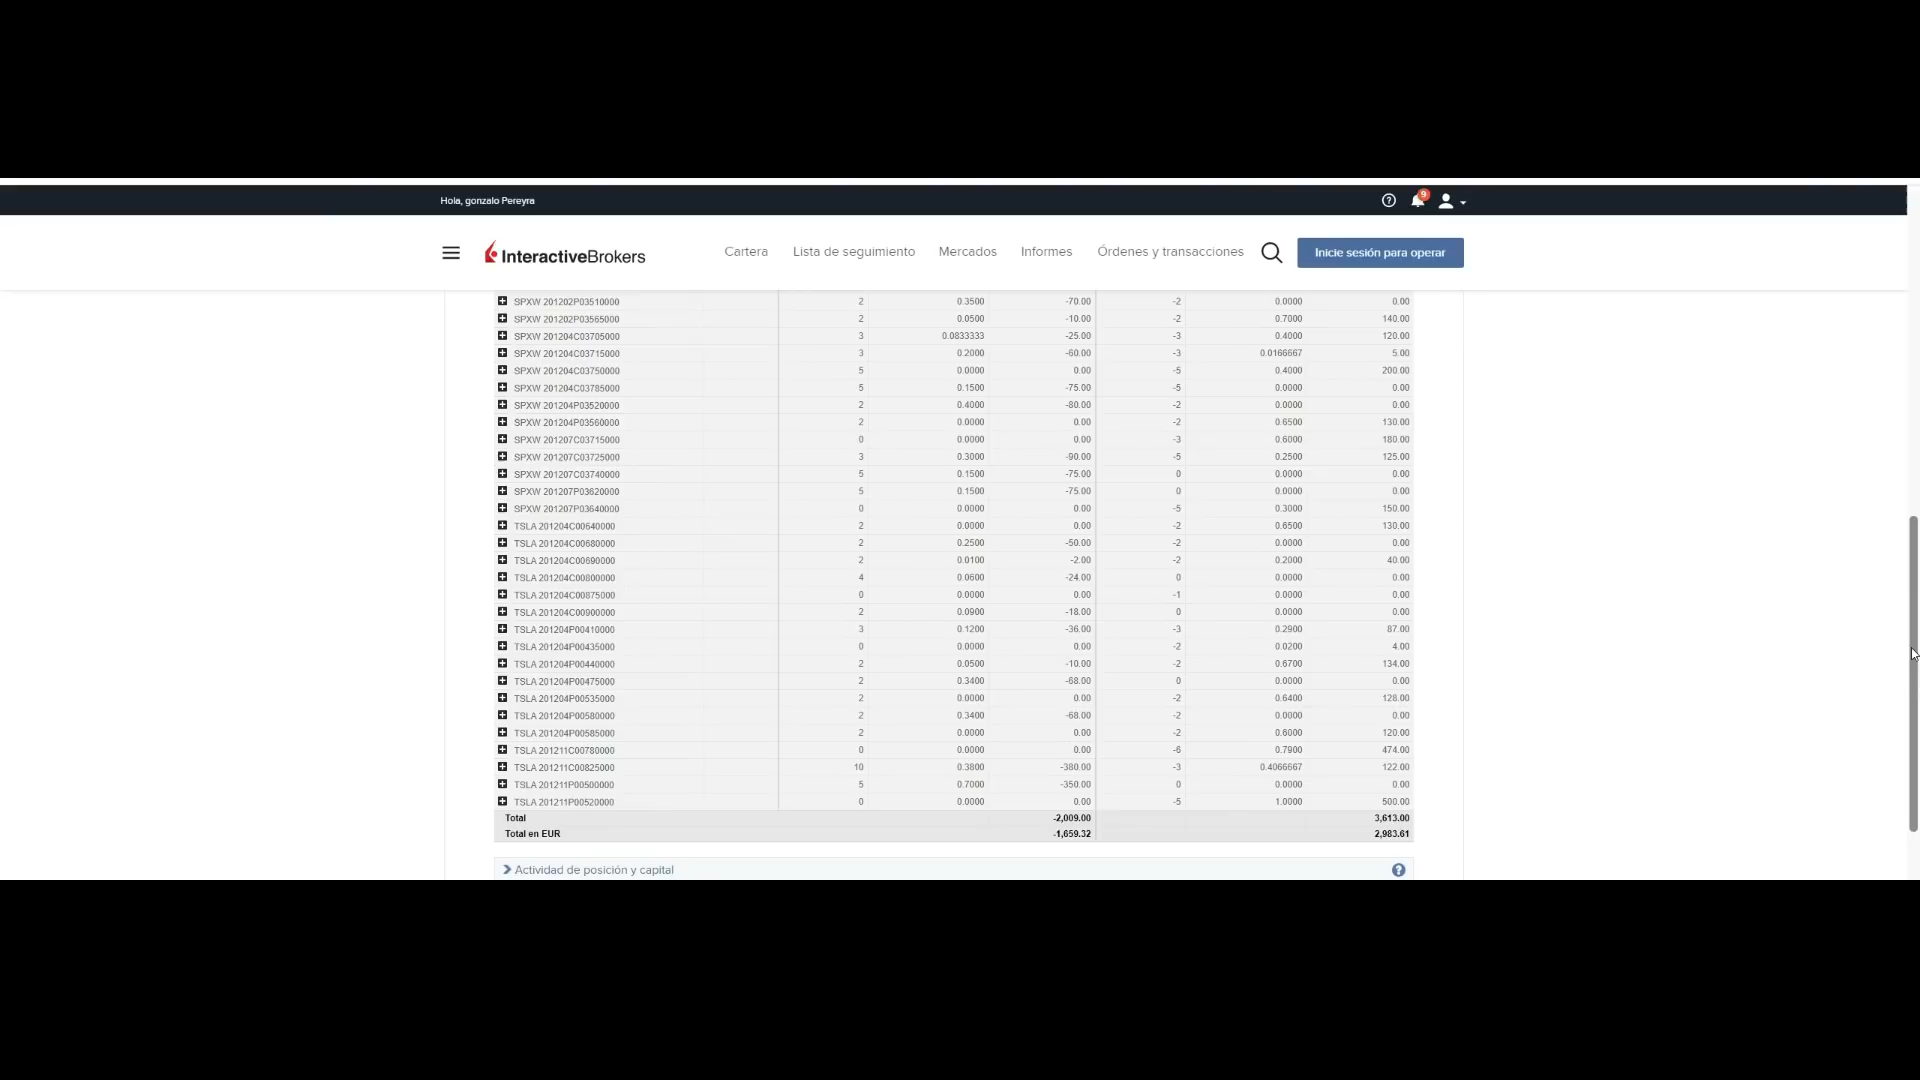 Hola, gonzalo Pereyra
9
InteractiveBrokers Cartera Lista de seguimiento Mercados Informes Órdenes y transacciones Inicie sesión para operar
SPXW 201202P03510000 2 0.3500 -70.00 -2 0.0000 0.00
SPXW 201202P03565000 2 0.0500 -10.00 -2 0.7000 140.00
SPXW 201204C03705000 3 0.0833333 -25.00 -3 0.4000 120.00
SPXW 201204C03715000 3 0.2000 -60.00 -3 0.0166667 5.00
SPXW 201204C03750000 5 0.0000 0.00 -5 0.4000 200.00
SPXW 201204C03785000 5 0.1500 -75.00 -5 0.0000 0.00
SPXW 201204P03520000 2 0.4000 -80.00 -2 0.0000 0.00
SPXW 201204P03560000 2 0.0000 0.00 -2 0.6500 130.00
SPXW 201207C03715000 0 0.0000 0.00 -3 0.6000 180.00
SPXW 201207C03725000 3 0.3000 -90.00 -5 0.2500 125.00
SPXW 201207C03740000 5 0.1500 -75.00 0 0.0000 0.00
SPXW 201207P03620000 5 0.1500 -75.00 0 0.0000 0.00
SPXW 201207P03640000 0 0.0000 0.00 -5 0.3000 150.00
TSLA 201204C00640000 2 0.0000 0.00 -2 0.6500 130.00
TSLA 201204C00680000 2 0.2500 -50.00 -2 0.0000 0.00
TSLA 201204C00690000 2 0.0100 -2.00 -2 0.2000 40.00
TSLA 201204C00800000 4 0.0600 -24.00 0 0.0000 0.00
TSLA 201204C00875000 0 0.0000 0.00 -1 0.0000 0.00
TSLA 201204C00900000 2 0.0900 -18.00 0 0.0000 0.00
TSLA 201204P00410000 3 0.1200 -36.00 -3 0.2900 87.00
TSLA 201204P00435000 0 0.0000 0.00 -2 0.0200 4.00
TSLA 201204P00440000 2 0.0500 -10.00 -2 0.6700 134.00
TSLA 201204P00475000 2 0.3400 -68.00 0 0.0000 0.00
TSLA 201204P00535000 2 0.0000 0.00 -2 0.6400 128.00
TSLA 201204P00580000 2 0.3400 -68.00 -2 0.0000 0.00
TSLA 201204P00585000 2 0.0000 0.00 -2 0.6000 120.00
TSLA 201211C00780000 0 0.0000 0.00 -6 0.7900 474.00
TSLA 201211C00825000 10 0.3800 -380.00 -3 0.4066667 122.00
TSLA 201211P00500000 5 0.7000 -350.00 0 0.0000 0.00
TSLA 201211P00520000 0 0.0000 0.00 -5 1.0000 500.00
Total -2,009.00 3,613.00
Total en EUR -1,659.32 2,983.61
Actividad de posición y capital